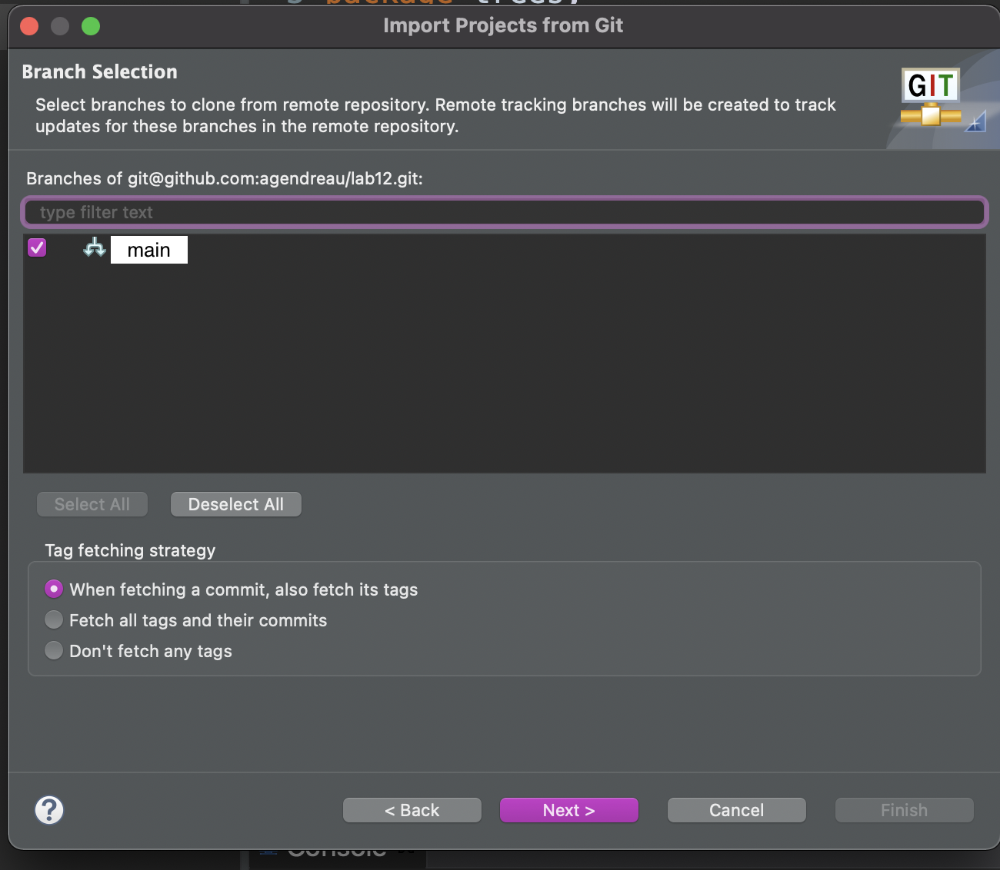 package trees;
Import Projects from Git
Branch Selection
GIT
Select branches to clone from remote repository. Remote tracking branches will be created to track
updates for these branches in the remote repository.
Branches of git@github.com:agendreau/lab12.git:
type filter text
main
Select All
Deselect All
Tag fetching strategy
When fetching a commit, also fetch its tags
Fetch all tags and their commits
Don't fetch any tags
?
< Back
Next >
Cancel
Finish
Console